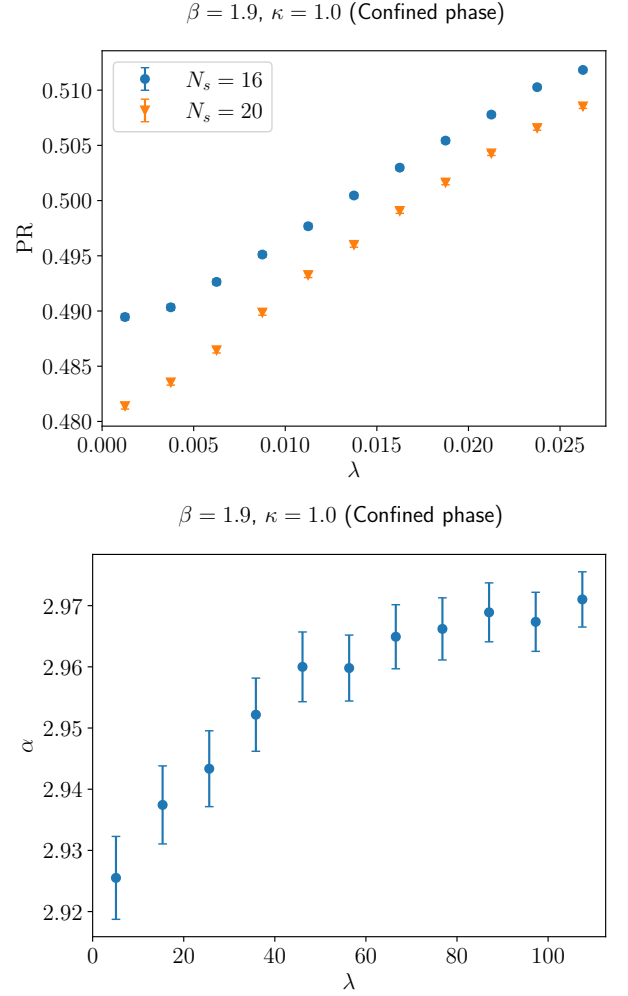 β = 1.9, κ = 1.0 (Confined phase)
N_s = 16
N_s = 20
PR
0.510
0.505
0.500
0.495
0.490
0.485
0.480
0.000 0.005 0.010 0.015 0.020 0.025
λ
β = 1.9, κ = 1.0 (Confined phase)
α
2.97
2.96
2.95
2.94
2.93
2.92
0 20 40 60 80 100
λ